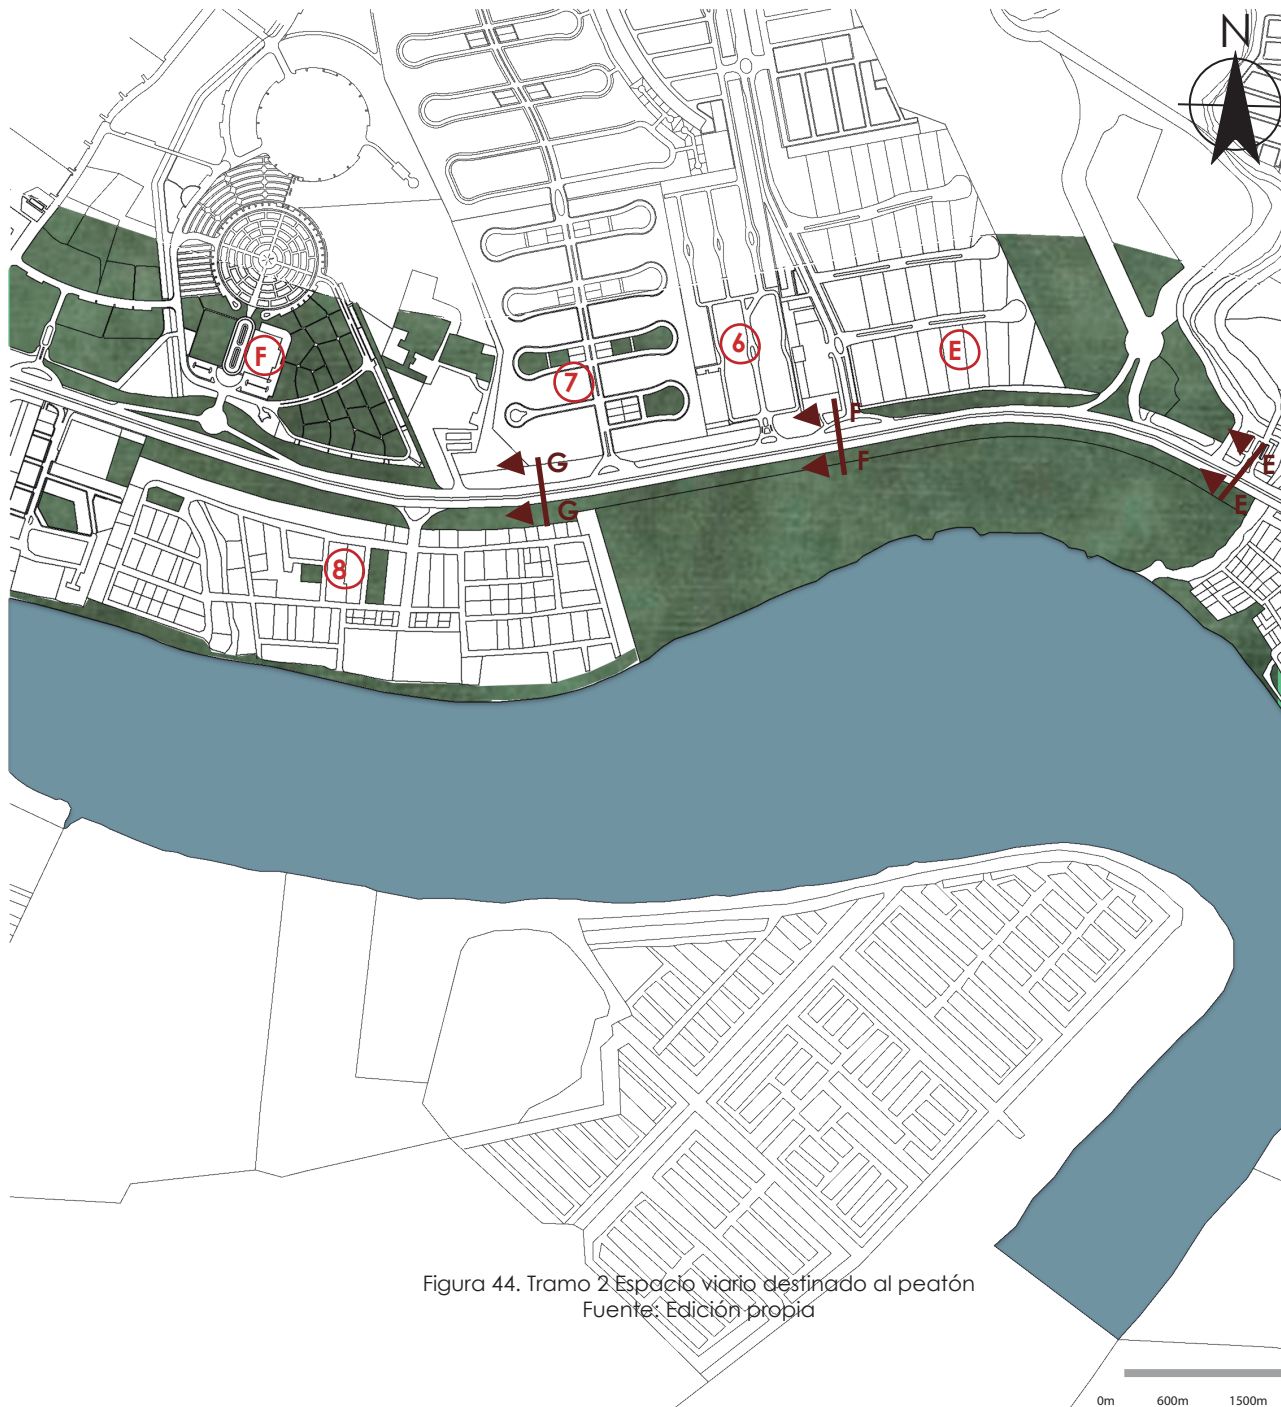 N
6
F
E
7
F
F
G
G
E
E
8
Figura 44. Tramo 2 Espacio viario destinado al peatón
Fuente: Edición propia
0m 600m 1500m